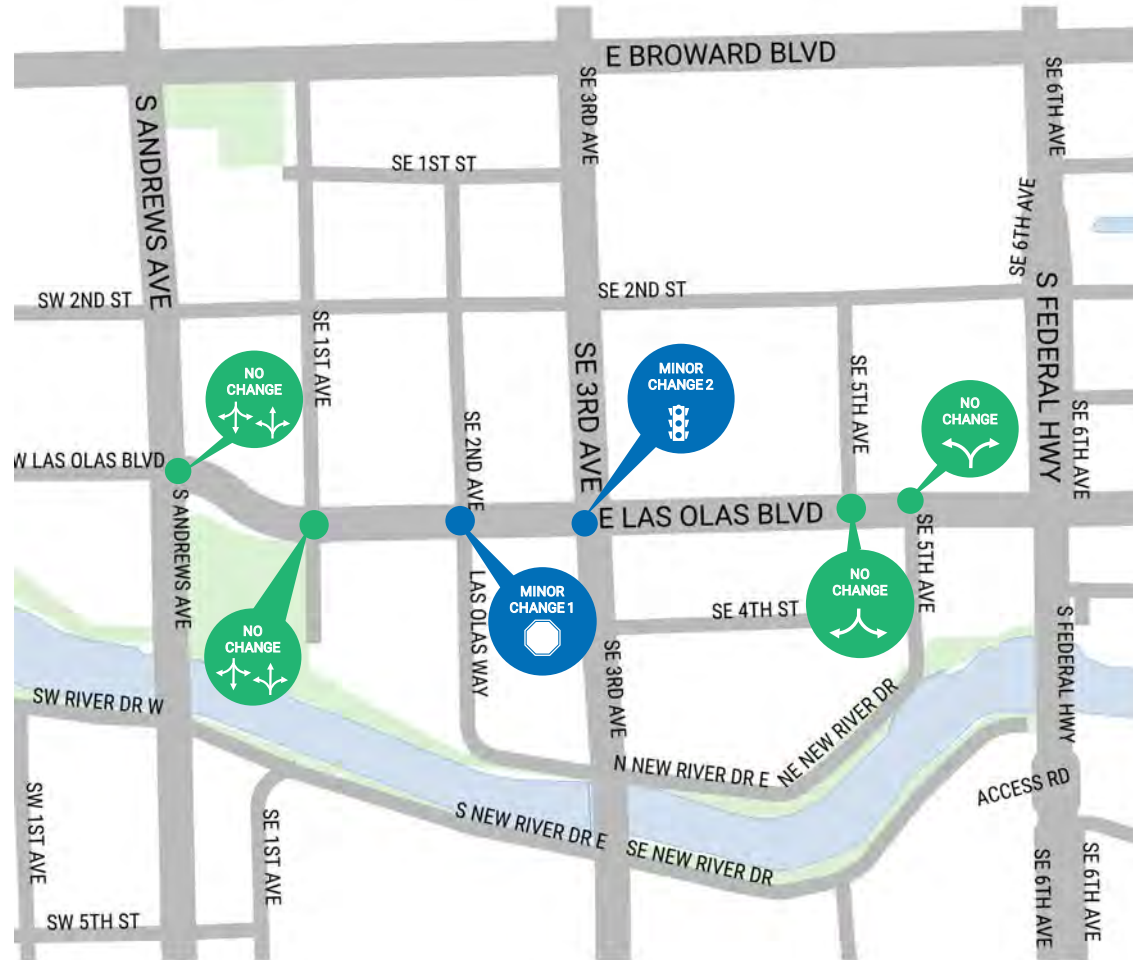 E BROWARD BLVD
S ANDREWS AVE
SE 3RD AVE
SE 6TH AVE
SE 1ST ST
SE 6TH AVE
SW 2ND ST
SE 2ND ST
SE 1ST AVE
S FEDERAL HWY
NO
CHANGE
MINOR
CHANGE 2
SE 3RD AVE
SE 5TH AVE
NO
CHANGE
SE 6TH AVE
SE 2ND AVE
W LAS OLAS BLVD
E LAS OLAS BLVD
S ANDREWS AVE
SE 5TH AVE
LAS OLAS WAY
MINOR
CHANGE 1
NO
CHANGE
SE 4TH ST
NO
CHANGE
S FEDERAL HWY
SE 3RD AVE
SW RIVER DR W
NE NEW RIVER DR
N NEW RIVER DR E
ACCESS RD
SW 1ST AVE
SE 1ST AVE
S NEW RIVER DR E
SE NEW RIVER DR
SE 6TH AVE
SE 6TH AVE
SW 5TH ST